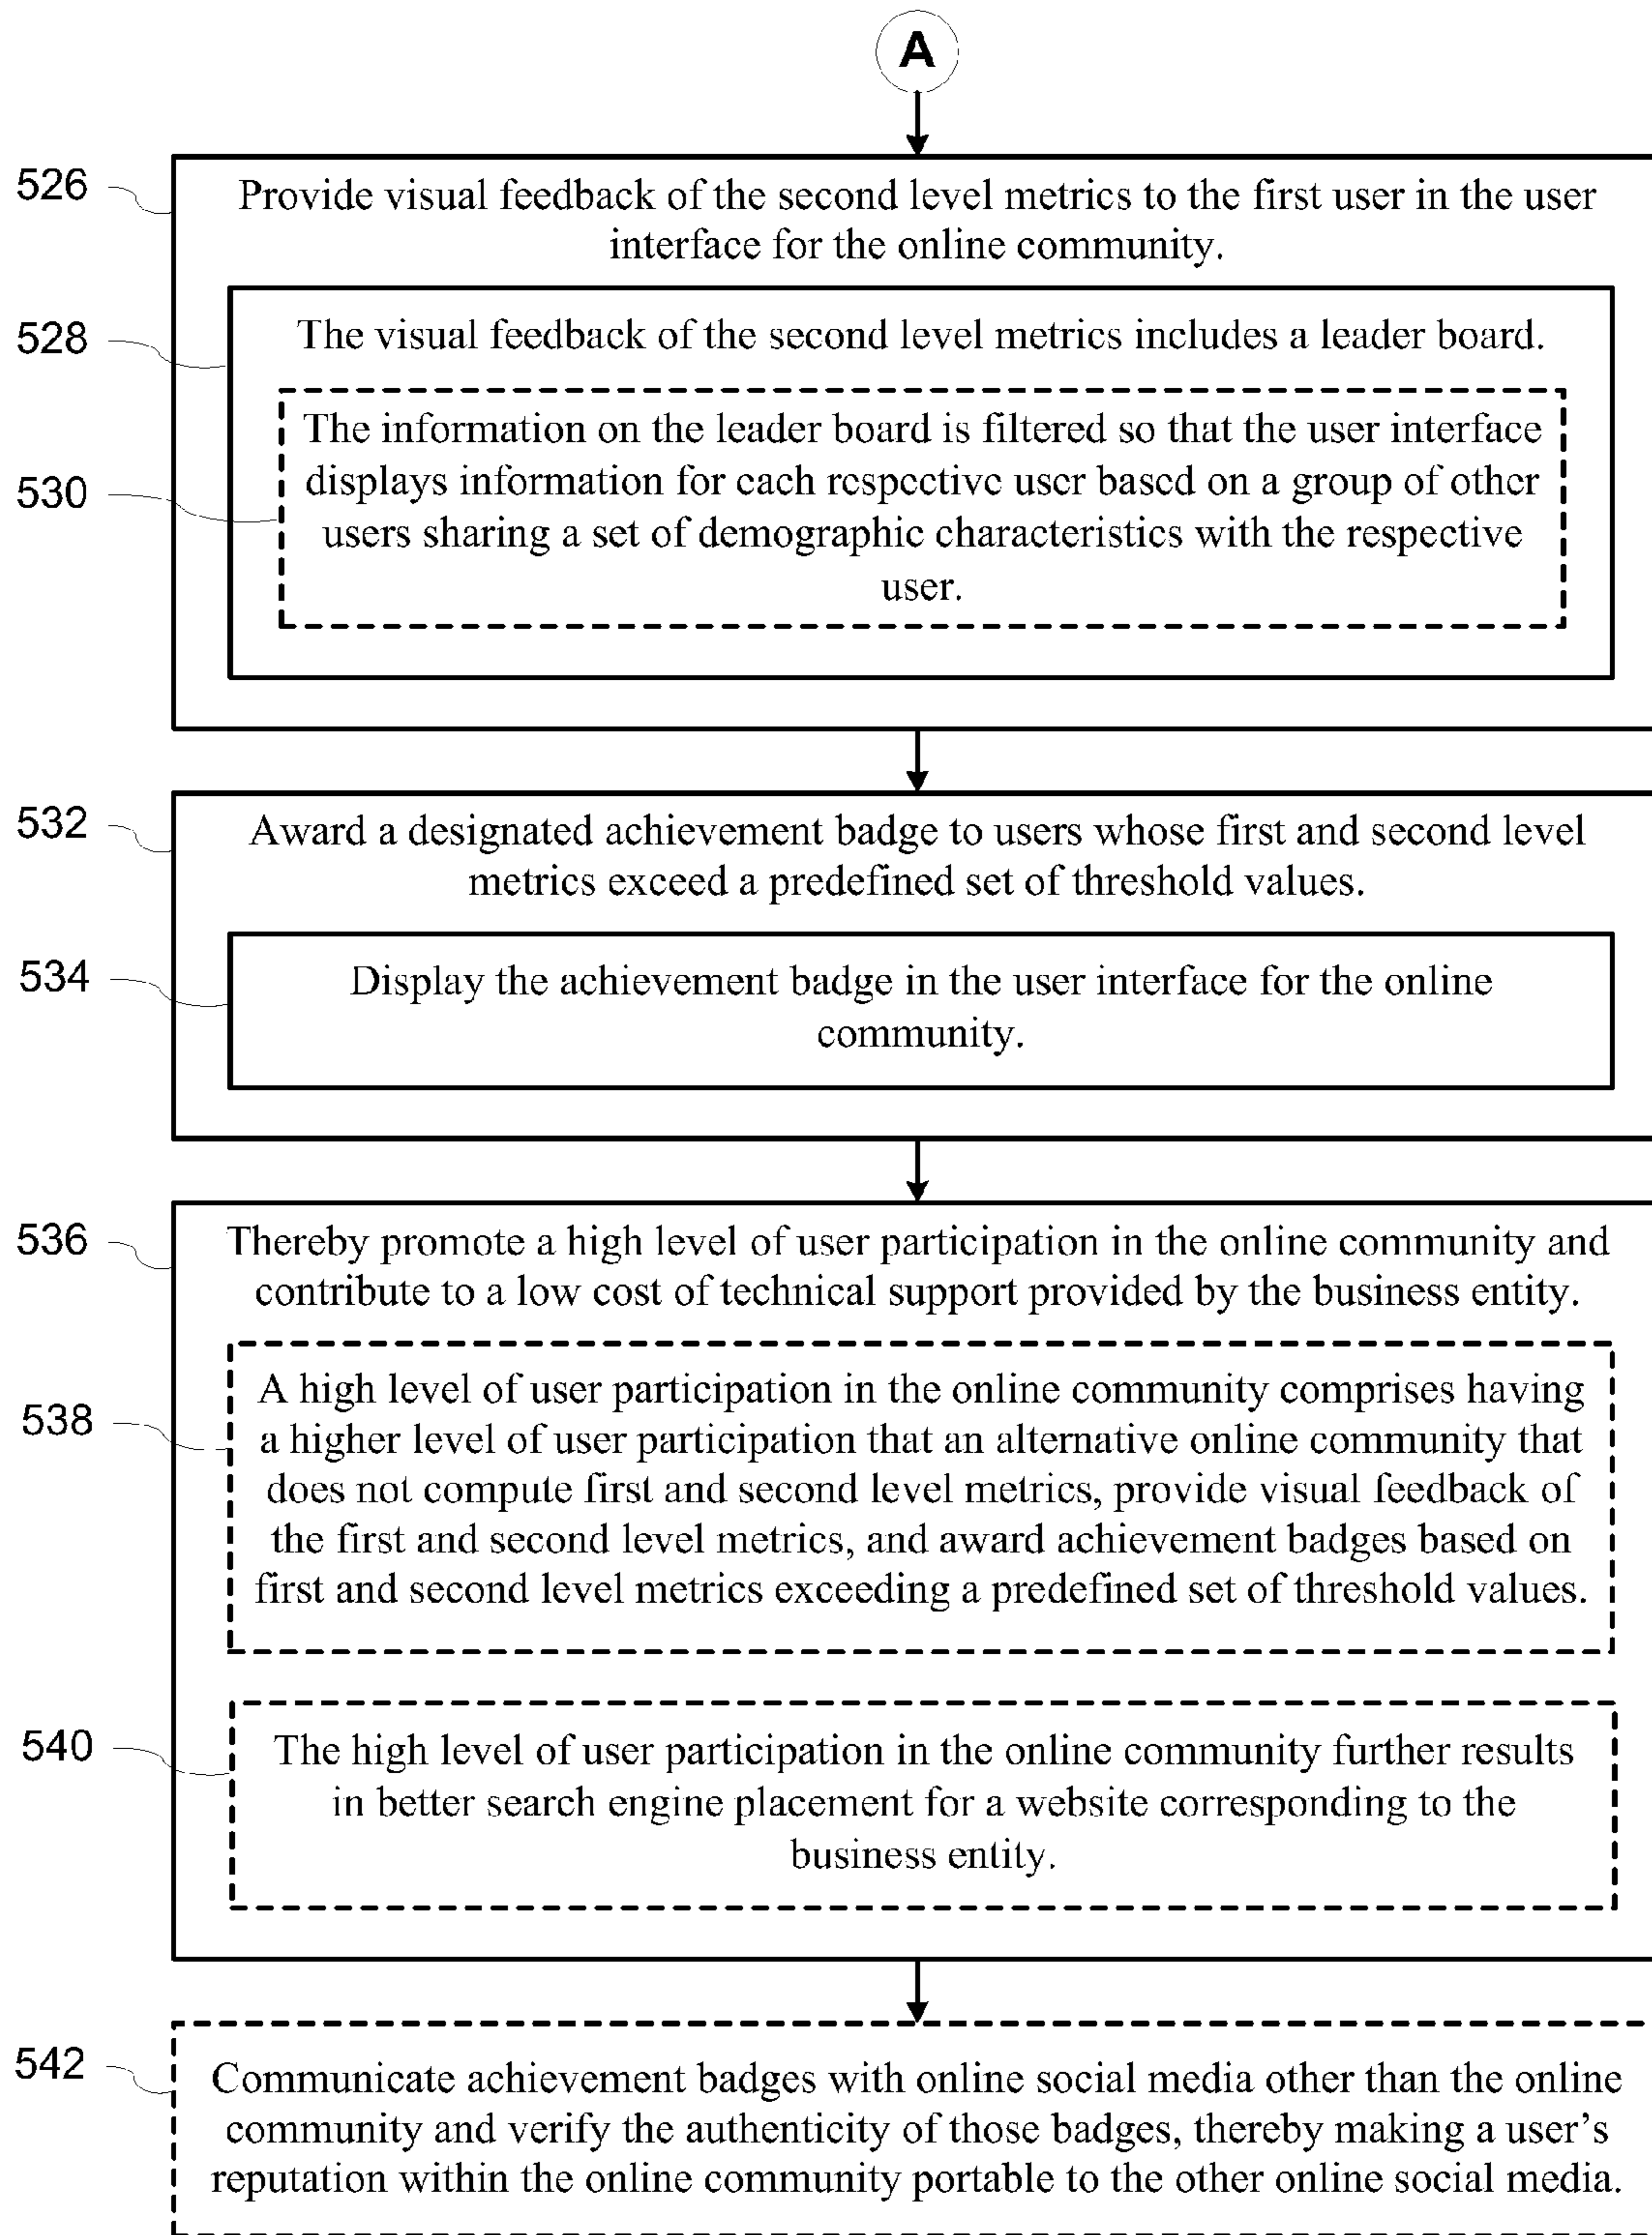 A
526
Provide visual feedback of the second level metrics to the first user in the user
interface for the online community.
528
The visual feedback of the second level metrics includes a leader board.
530
The information on the leader board is filtered so that the user interface
displays information for each respective user based on a group of other
users sharing a set of demographic characteristics with the respective
user.
532
Award a designated achievement badge to users whose first and second level
metrics exceed a predefined set of threshold values.
534
Display the achievement badge in the user interface for the online
community.
536
Thereby promote a high level of user participation in the online community and
contribute to a low cost of technical support provided by the business entity.
538
A high level of user participation in the online community comprises having
a higher level of user participation that an alternative online community that
does not compute first and second level metrics, provide visual feedback of
the first and second level metrics, and award achievement badges based on
first and second level metrics exceeding a predefined set of threshold values.
540
The high level of user participation in the online community further results
in better search engine placement for a website corresponding to the
business entity.
542
Communicate achievement badges with online social media other than the online
community and verify the authenticity of those badges, thereby making a user's
reputation within the online community portable to the other online social media.